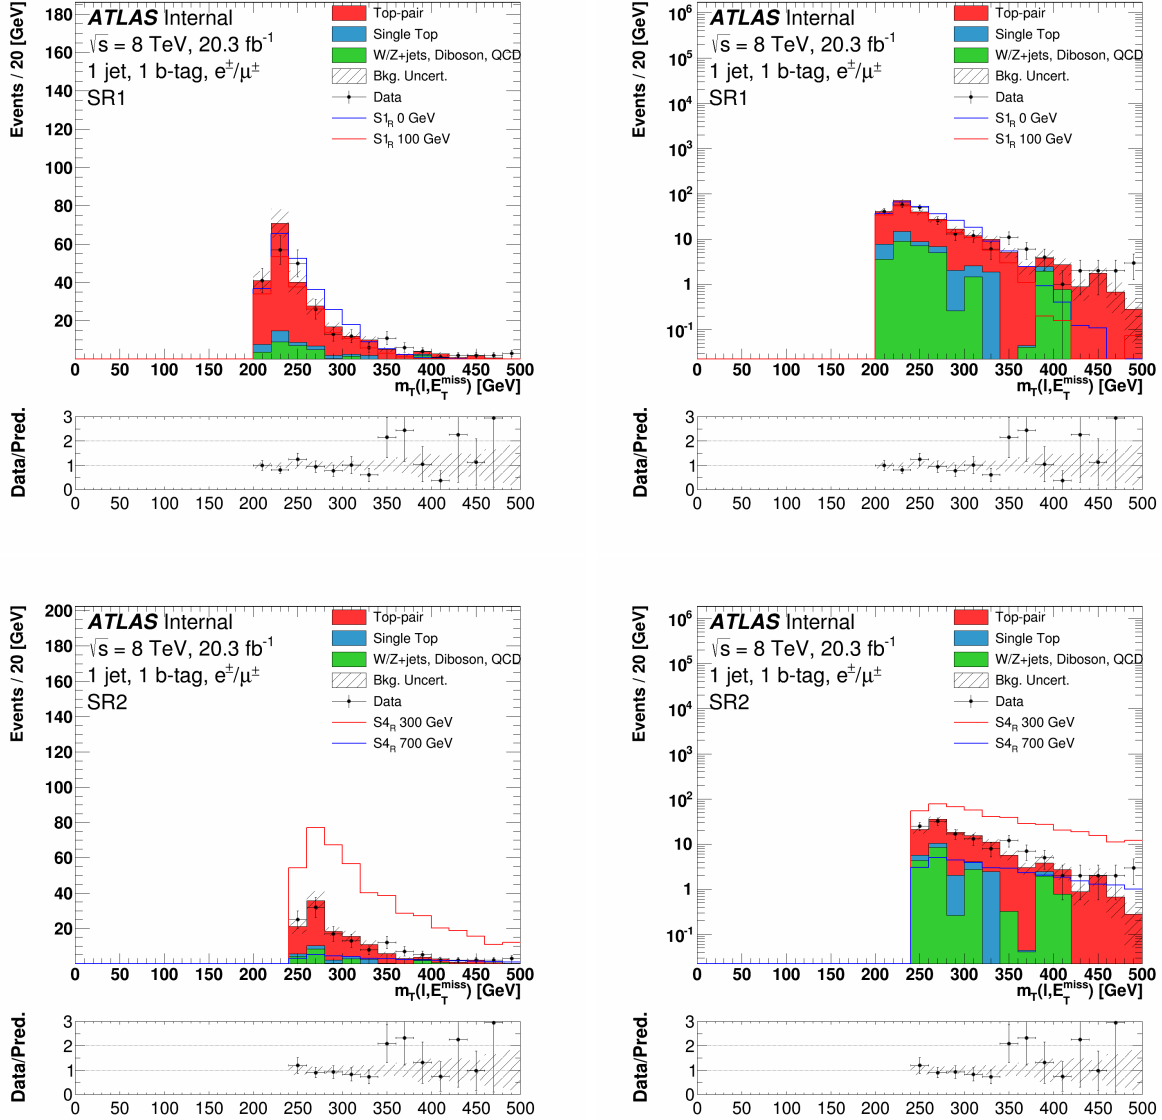 ATLAS Internal
√s = 8 TeV, 20.3 fb⁻¹
1 jet, 1 b-tag, e±/μ±
SR1
Top-pair
Single Top
W/Z+jets, Diboson, QCD
Bkg. Uncert.
Data
S1R 0 GeV
S1R 100 GeV
Events / 20 [GeV]
180
160
140
120
100
80
60
40
20
0 50 100 150 200 250 300 350 400 450 500
mT(l,ETmiss) [GeV]
Data/Pred.
3
2
1
0
0 50 100 150 200 250 300 350 400 450 500
ATLAS Internal
√s = 8 TeV, 20.3 fb⁻¹
1 jet, 1 b-tag, e±/μ±
SR1
Top-pair
Single Top
W/Z+jets, Diboson, QCD
Bkg. Uncert.
Data
S1R 0 GeV
S1R 100 GeV
Events / 20 [GeV]
10⁶
10⁵
10⁴
10³
10²
10
1
10⁻¹
0 50 100 150 200 250 300 350 400 450 500
mT(l,ETmiss) [GeV]
Data/Pred.
3
2
1
0
0 50 100 150 200 250 300 350 400 450 500
ATLAS Internal
√s = 8 TeV, 20.3 fb⁻¹
1 jet, 1 b-tag, e±/μ±
SR2
Top-pair
Single Top
W/Z+jets, Diboson, QCD
Bkg. Uncert.
Data
S4R 300 GeV
S4R 700 GeV
Events / 20 [GeV]
200
180
160
140
120
100
80
60
40
20
0 50 100 150 200 250 300 350 400 450 500
mT(l,ETmiss) [GeV]
Data/Pred.
3
2
1
0
0 50 100 150 200 250 300 350 400 450 500
ATLAS Internal
√s = 8 TeV, 20.3 fb⁻¹
1 jet, 1 b-tag, e±/μ±
SR2
Top-pair
Single Top
W/Z+jets, Diboson, QCD
Bkg. Uncert.
Data
S4R 300 GeV
S4R 700 GeV
Events / 20 [GeV]
10⁶
10⁵
10⁴
10³
10²
10
1
10⁻¹
0 50 100 150 200 250 300 350 400 450 500
mT(l,ETmiss) [GeV]
Data/Pred.
3
2
1
0
0 50 100 150 200 250 300 350 400 450 500